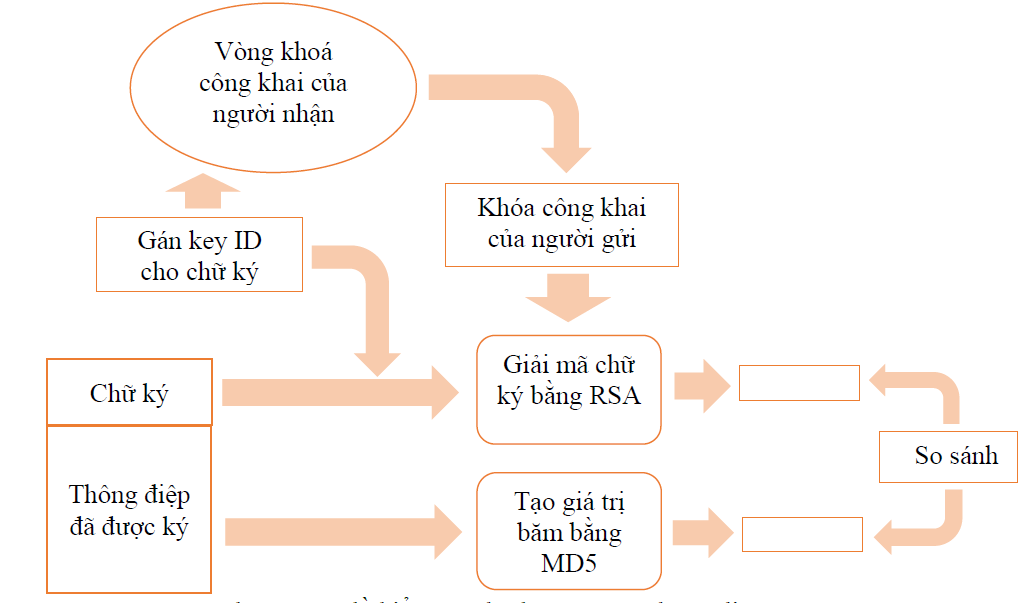 Vòng khoá
công khai của
người nhận
Khóa công khai
của người gửi
Gán key ID
cho chữ ký
Chữ ký
Giải mã chữ
ký bằng RSA
So sánh
Thông điệp
đã được ký
Tạo giá trị
băm bằng
MD5